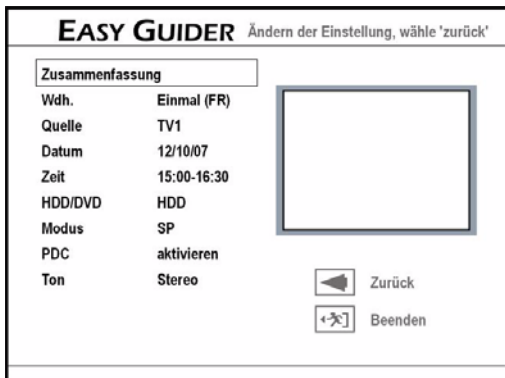 EASY GUIDER Ändern der Einstellung, wähle 'zurück'
Zusammenfassung
Wdh. Einmal (FR)
Quelle TV1
Datum 12/10/07
Zeit 15:00-16:30
HDD/DVD HDD
Modus SP
PDC aktivieren
Ton Stereo
Zurück
Beenden